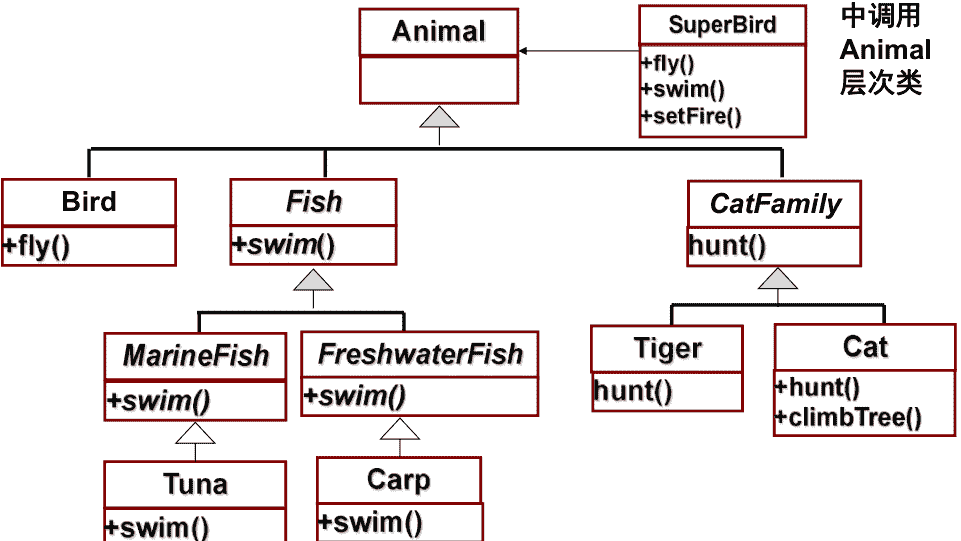 Animal
SuperBird
+fly()
+swim()
+setFire()
中调用
Animal
层次类
Bird
+fly()
Fish
+swim()
CatFamily
hunt()
MarineFish
+swim()
FreshwaterFish
+swim()
Tiger
hunt()
Cat
+hunt()
+climbTree()
Tuna
+swim()
Carp
+swim()